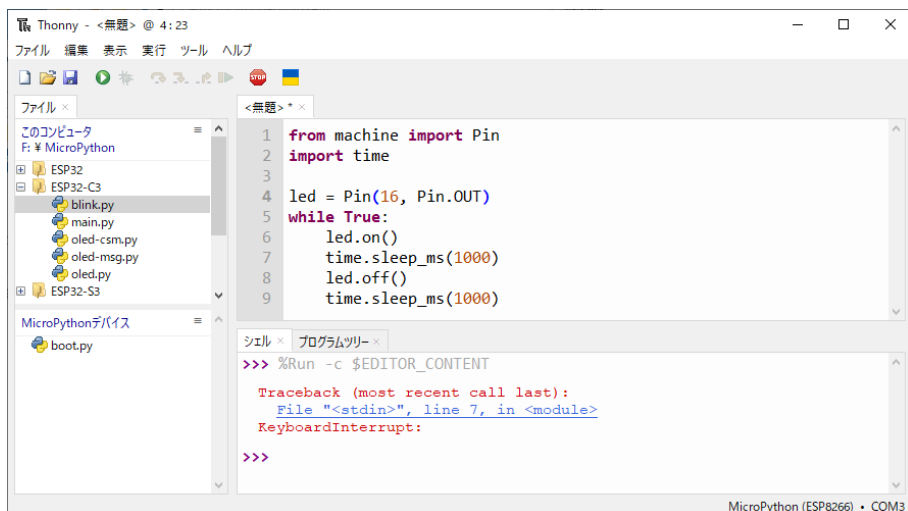 Thonny - <無題> @ 4:23
ファイル 編集 表示 実行 ツール ヘルプ
STOP
ファイル ×
このコンピュータ
F: ¥ MicroPython
ESP32
ESP32-C3
blink.py
main.py
oled-csm.py
oled-msg.py
oled.py
ESP32-S3
MicroPythonデバイス
boot.py
<無題> * ×
1 from machine import Pin
2 import time
3
4 led = Pin(16, Pin.OUT)
5 while True:
6     led.on()
7     time.sleep_ms(1000)
8     led.off()
9     time.sleep_ms(1000)
シェル × プログラムツリー ×
>>> %Run -c $EDITOR_CONTENT
Traceback (most recent call last):
  File "<stdin>", line 7, in <module>
KeyboardInterrupt:
>>>
MicroPython (ESP8266) • COM3